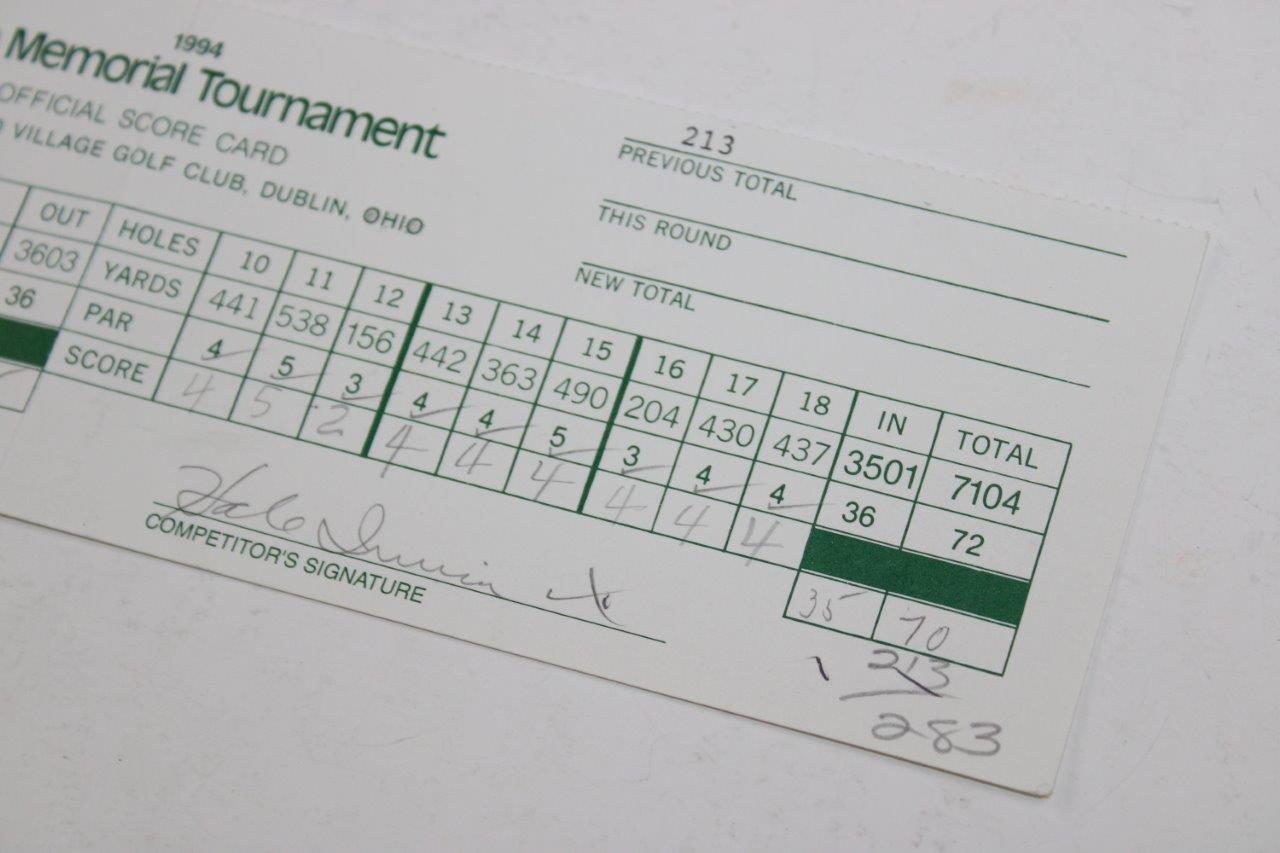 1994
Memorial Tournament
OFFICIAL SCORE CARD
VILLAGE GOLF CLUB, DUBLIN, OHIO
213
PREVIOUS TOTAL
THIS ROUND
NEW TOTAL
OUT HOLES 10 11 12 13 14 15 16 17 18 IN TOTAL
3603 YARDS 441 538 156 442 363 490 204 430 437 3501 7104
36 PAR 4 5 3 4 4 5 3 4 4 36 72
SCORE 4 5 2 4 4 4 4 4 4 35 70
213
283
Hale Irwin
COMPETITOR'S SIGNATURE